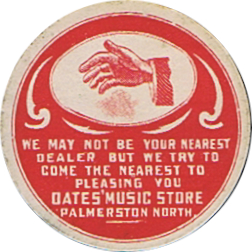 WE MAY NOT BE YOUR NEAREST
DEALER BUT WE TRY TO
COME THE NEAREST TO
PLEASING YOU
OATES' MUSIC STORE
PALMERSTON NORTH